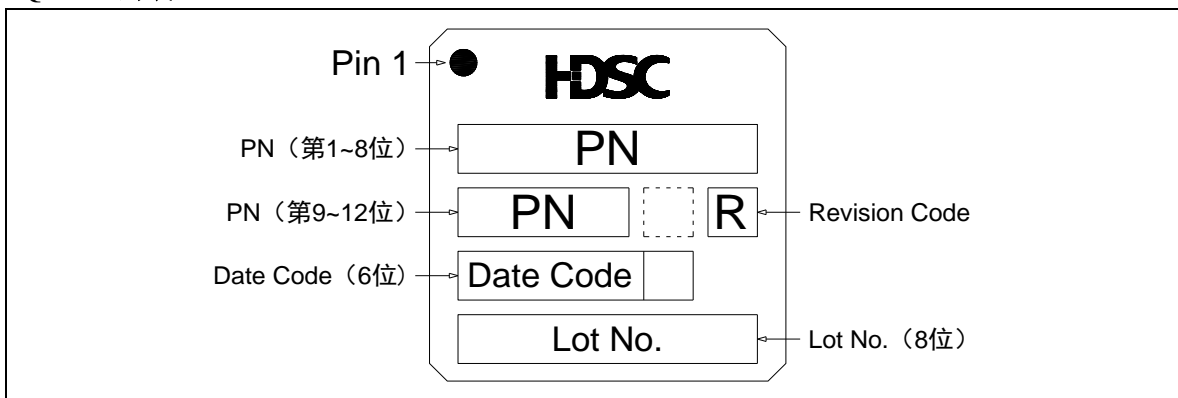 Pin 1
HDSC
PN（第1~8位）
PN
PN（第9~12位）
PN
R
Revision Code
Date Code（6位）
Date Code
Lot No.
Lot No.（8位）